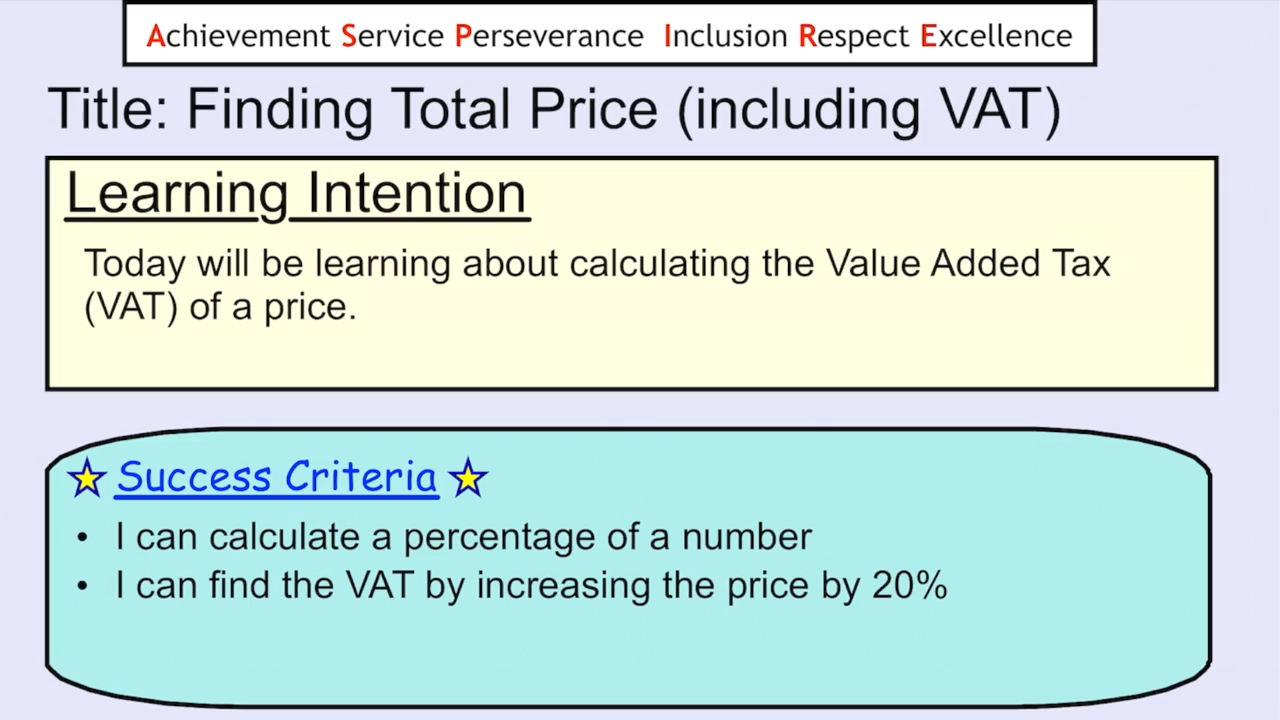 Achievement Service Perseverance Inclusion Respect Excellence
Title: Finding Total Price (including VAT)
Learning Intention
Today will be learning about calculating the Value Added Tax
(VAT) of a price.
Success Criteria
• I can calculate a percentage of a number
• I can find the VAT by increasing the price by 20%